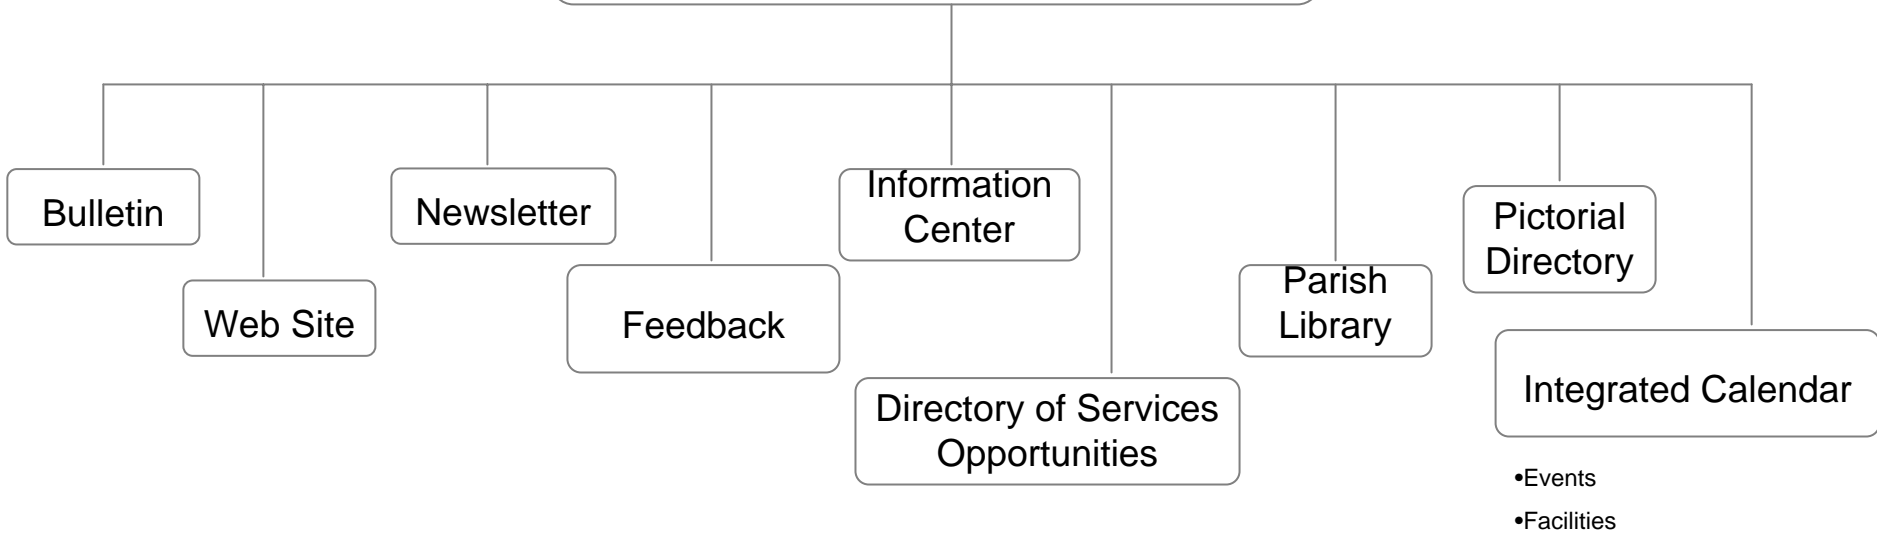 Bulletin
Web Site
Newsletter
Feedback
Information
Center
Directory of Services
Opportunities
Parish
Library
Pictorial
Directory
Integrated Calendar
•Events
•Facilities